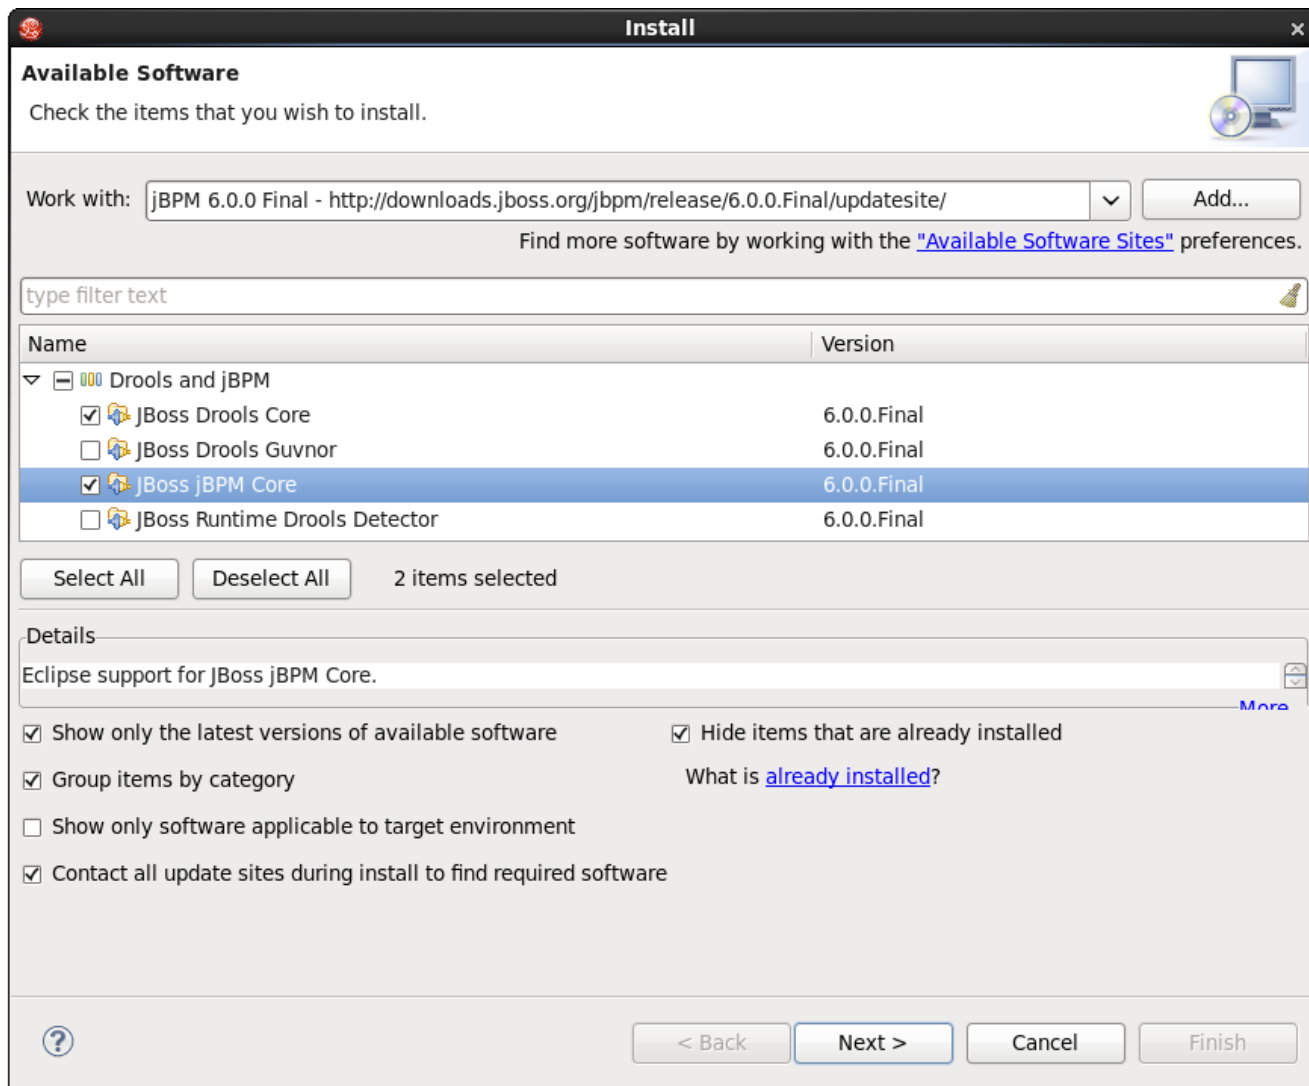 Install
Available Software
Check the items that you wish to install.
Work with: jBPM 6.0.0 Final - http://downloads.jboss.org/jbpm/release/6.0.0.Final/updatesite/ Add...
Find more software by working with the "Available Software Sites" preferences.
type filter text
Name Version
Drools and jBPM
JBoss Drools Core 6.0.0.Final
JBoss Drools Guvnor 6.0.0.Final
JBoss jBPM Core 6.0.0.Final
JBoss Runtime Drools Detector 6.0.0.Final
Select All Deselect All 2 items selected
Details
Eclipse support for JBoss jBPM Core.
More
Show only the latest versions of available software Hide items that are already installed
Group items by category What is already installed?
Show only software applicable to target environment
Contact all update sites during install to find required software
? < Back Next > Cancel Finish